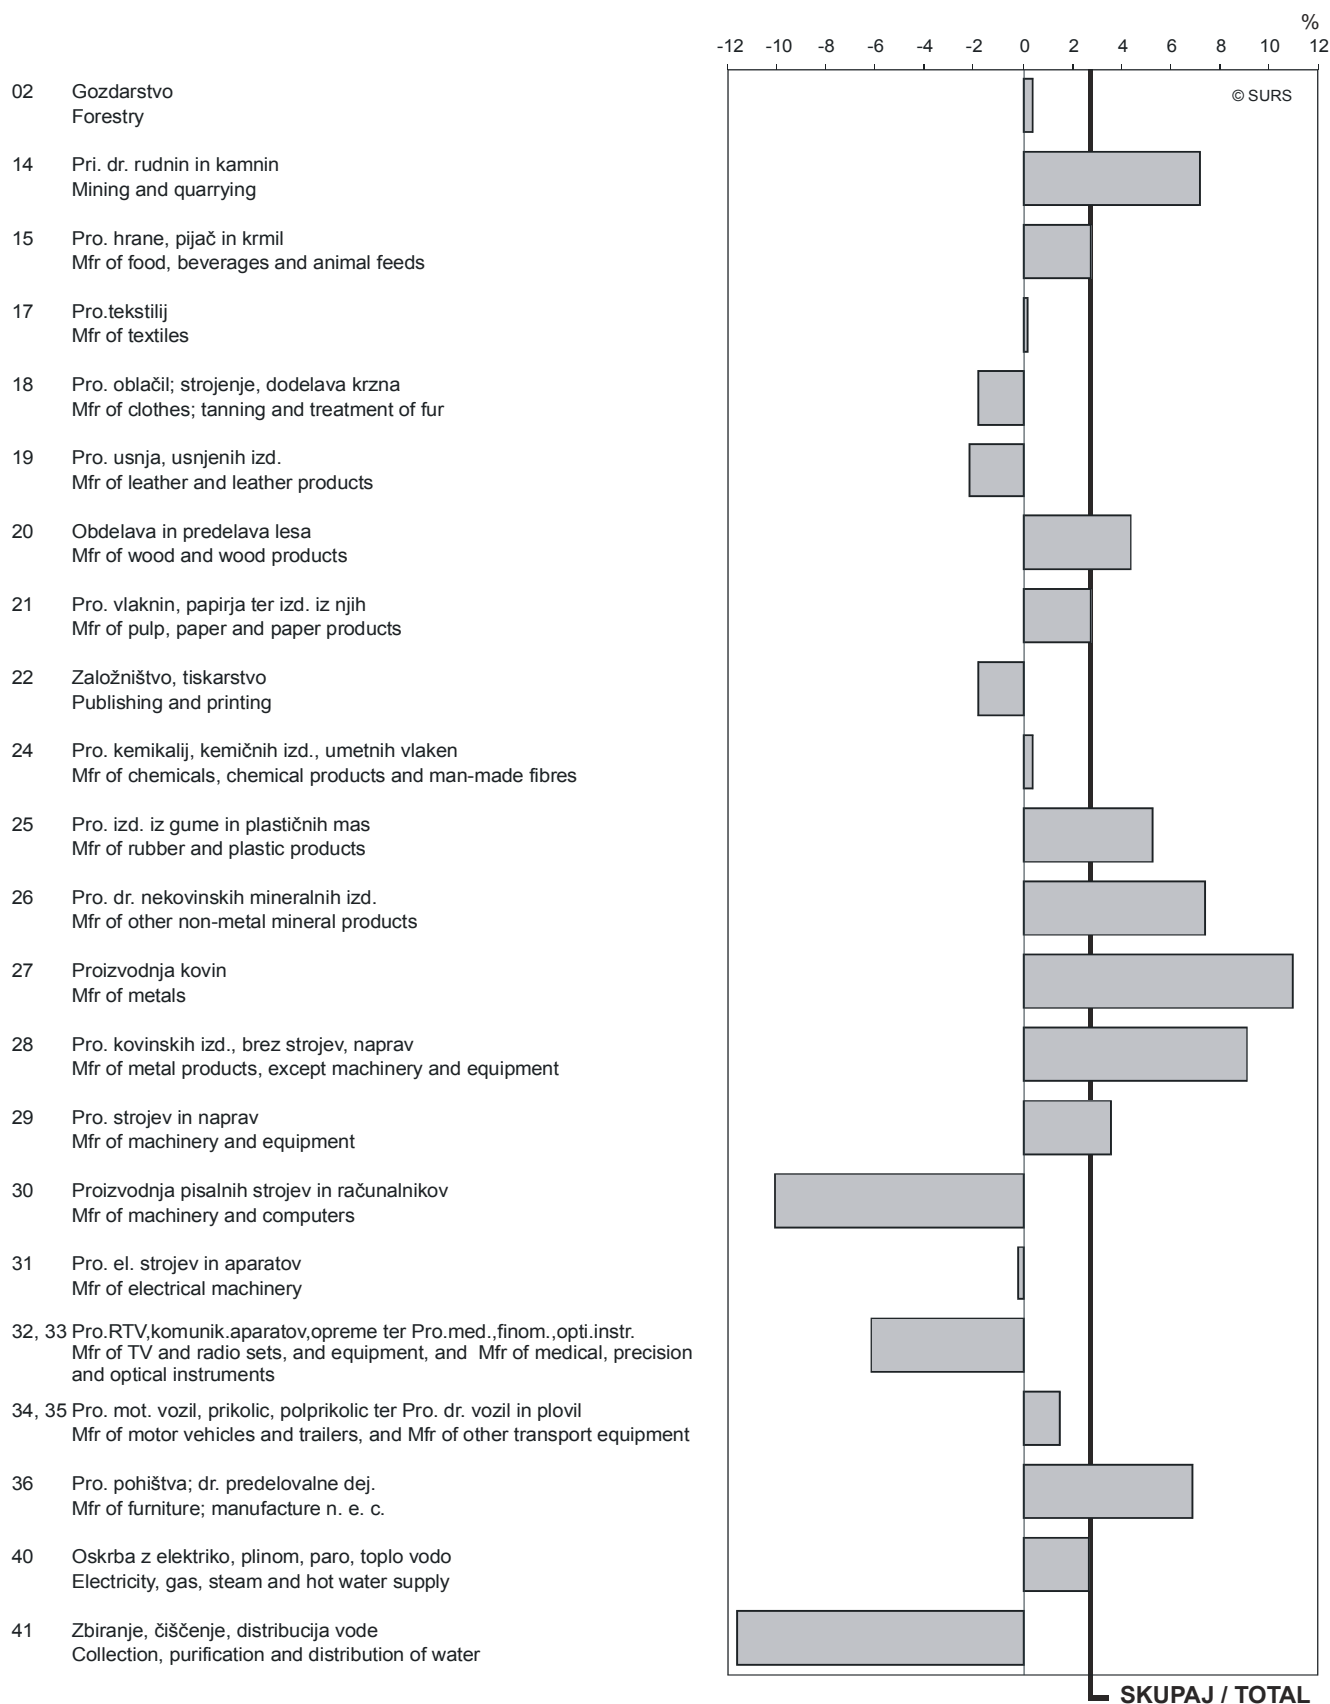 %
-12 -10 -8 -6 -4 -2 0 2 4 6 8 10 12
© SURS
02 Gozdarstvo
Forestry
14 Pri. dr. rudnin in kamnin
Mining and quarrying
15 Pro. hrane, pijač in krmil
Mfr of food, beverages and animal feeds
17 Pro.tekstilij
Mfr of textiles
18 Pro. oblačil; strojenje, dodelava krzna
Mfr of clothes; tanning and treatment of fur
19 Pro. usnja, usnjenih izd.
Mfr of leather and leather products
20 Obdelava in predelava lesa
Mfr of wood and wood products
21 Pro. vlaknin, papirja ter izd. iz njih
Mfr of pulp, paper and paper products
22 Založništvo, tiskarstvo
Publishing and printing
24 Pro. kemikalij, kemičnih izd., umetnih vlaken
Mfr of chemicals, chemical products and man-made fibres
25 Pro. izd. iz gume in plastičnih mas
Mfr of rubber and plastic products
26 Pro. dr. nekovinskih mineralnih izd.
Mfr of other non-metal mineral products
27 Proizvodnja kovin
Mfr of metals
28 Pro. kovinskih izd., brez strojev, naprav
Mfr of metal products, except machinery and equipment
29 Pro. strojev in naprav
Mfr of machinery and equipment
30 Proizvodnja pisalnih strojev in računalnikov
Mfr of machinery and computers
31 Pro. el. strojev in aparatov
Mfr of electrical machinery
32, 33 Pro.RTV,komunik.aparatov,opreme ter Pro.med.,finom.,opti.instr.
Mfr of TV and radio sets, and equipment, and Mfr of medical, precision
and optical instruments
34, 35 Pro. mot. vozil, prikolic, polprikolic ter Pro. dr. vozil in plovil
Mfr of motor vehicles and trailers, and Mfr of other transport equipment
36 Pro. pohištva; dr. predelovalne dej.
Mfr of furniture; manufacture n. e. c.
40 Oskrba z elektriko, plinom, paro, toplo vodo
Electricity, gas, steam and hot water supply
41 Zbiranje, čiščenje, distribucija vode
Collection, purification and distribution of water
SKUPAJ / TOTAL